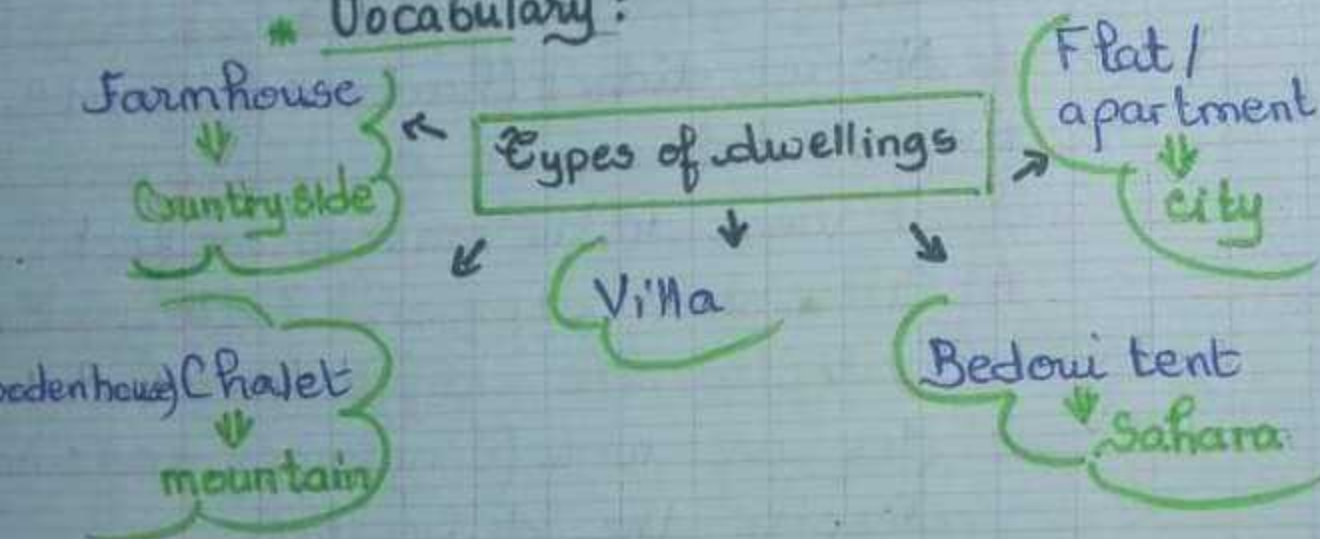 * Vocabulary:
Farmhouse
Countryside
Types of dwellings
Flat /
apartment
city
Villa
Chalet
mountain
Bedoui tent
Sahara